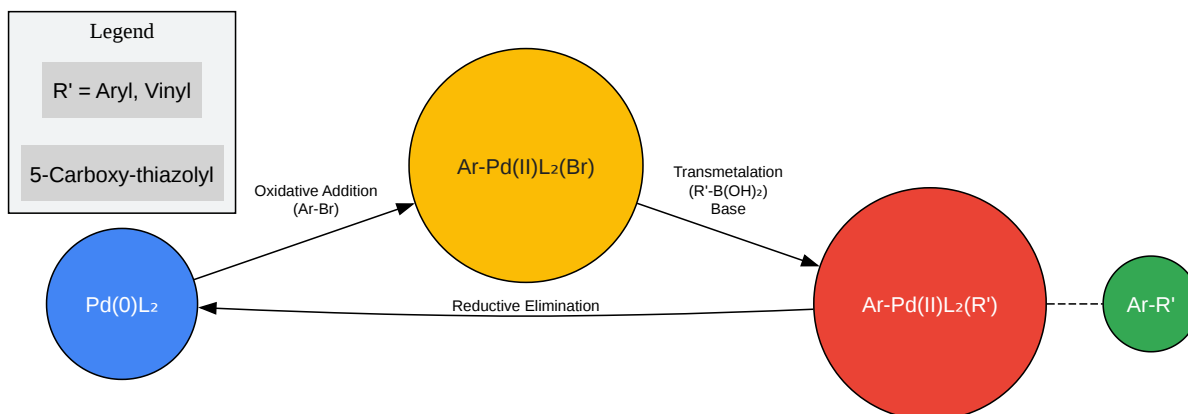 Legend
R' = Aryl, Vinyl
5-Carboxy-thiazolyl
Pd(0)L₂
Oxidative Addition
(Ar-Br)
Ar-Pd(II)L₂(Br)
Transmetalation
(R'-B(OH)₂)
Base
Ar-Pd(II)L₂(R')
Reductive Elimination
Ar-R'